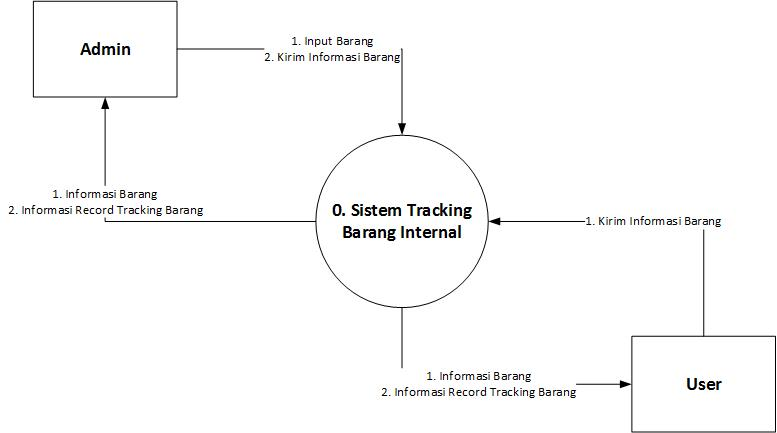 Admin
1. Input Barang
2. Kirim Informasi Barang
1. Informasi Barang
2. Informasi Record Tracking Barang
0. Sistem Tracking
Barang Internal
1. Kirim Informasi Barang
1. Informasi Barang
2. Informasi Record Tracking Barang
User